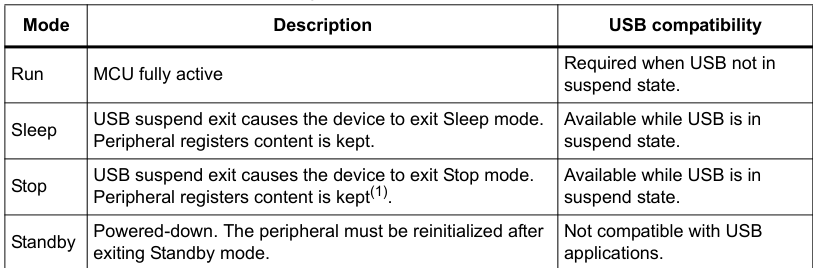 Mode Description USB compatibility
Run MCU fully active Required when USB not in
suspend state.
Sleep USB suspend exit causes the device to exit Sleep mode. Available while USB is in
Peripheral registers content is kept. suspend state.
Stop USB suspend exit causes the device to exit Stop mode. Available while USB is in
Peripheral registers content is kept(1). suspend state.
Standby Powered-down. The peripheral must be reinitialized after Not compatible with USB
exiting Standby mode. applications.